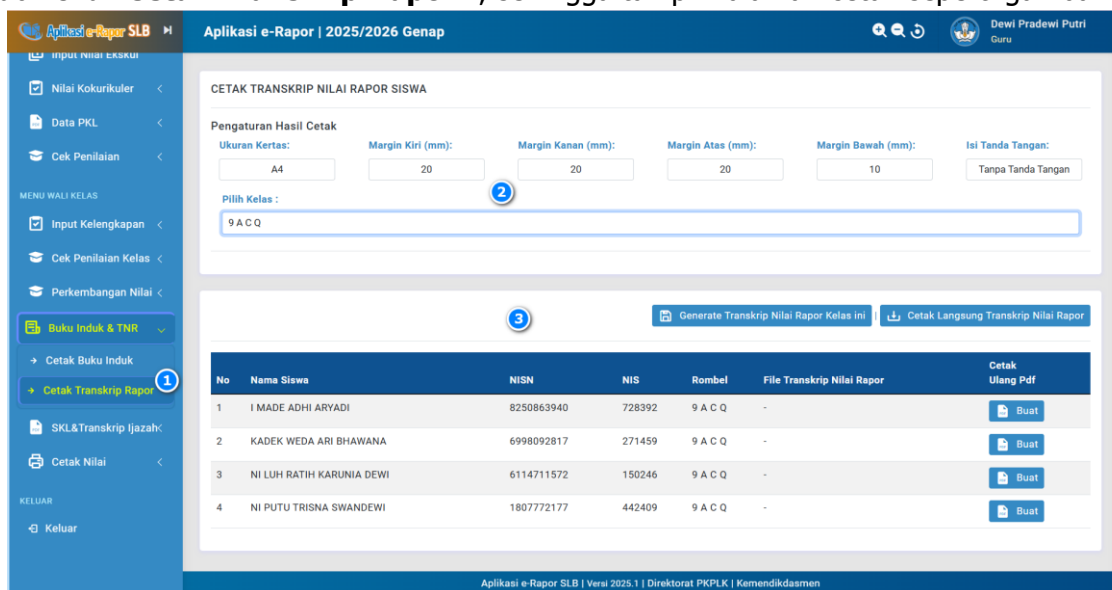 Aplikasi e-Rapor SLB
Aplikasi e-Rapor | 2025/2026 Genap
Dewi Pradewi Putri
Guru
Input Nilai Ekskul
Nilai Kokurikuler
Data PKL
Cek Penilaian
MENU WALI KELAS
Input Kelengkapan
Cek Penilaian Kelas
Perkembangan Nilai
Buku Induk & TNR
Cetak Buku Induk
Cetak Transkrip Rapor
1
SKL&Transkrip Ijazah
Cetak Nilai
KELUAR
Keluar
CETAK TRANSKRIP NILAI RAPOR SISWA
Pengaturan Hasil Cetak
Ukuran Kertas: Margin Kiri (mm): Margin Kanan (mm): Margin Atas (mm): Margin Bawah (mm): Isi Tanda Tangan:
A4 20 20 20 10 Tanpa Tanda Tangan
2
Pilih Kelas :
9 A C Q
3
Generate Transkrip Nilai Rapor Kelas ini | Cetak Langsung Transkrip Nilai Rapor
No Nama Siswa NISN NIS Rombel File Transkrip Nilai Rapor Cetak Ulang Pdf
1 I MADE ADHI ARYADI 8250863940 728392 9 A C Q - Buat
2 KADEK WEDA ARI BHAWANA 6998092817 271459 9 A C Q - Buat
3 NI LUH RATIH KARUNIA DEWI 6114711572 150246 9 A C Q - Buat
4 NI PUTU TRISNA SWANDEWI 1807772177 442409 9 A C Q - Buat
Aplikasi e-Rapor SLB | Versi 2025.1 | Direktorat PKPLK | Kemendikdasmen